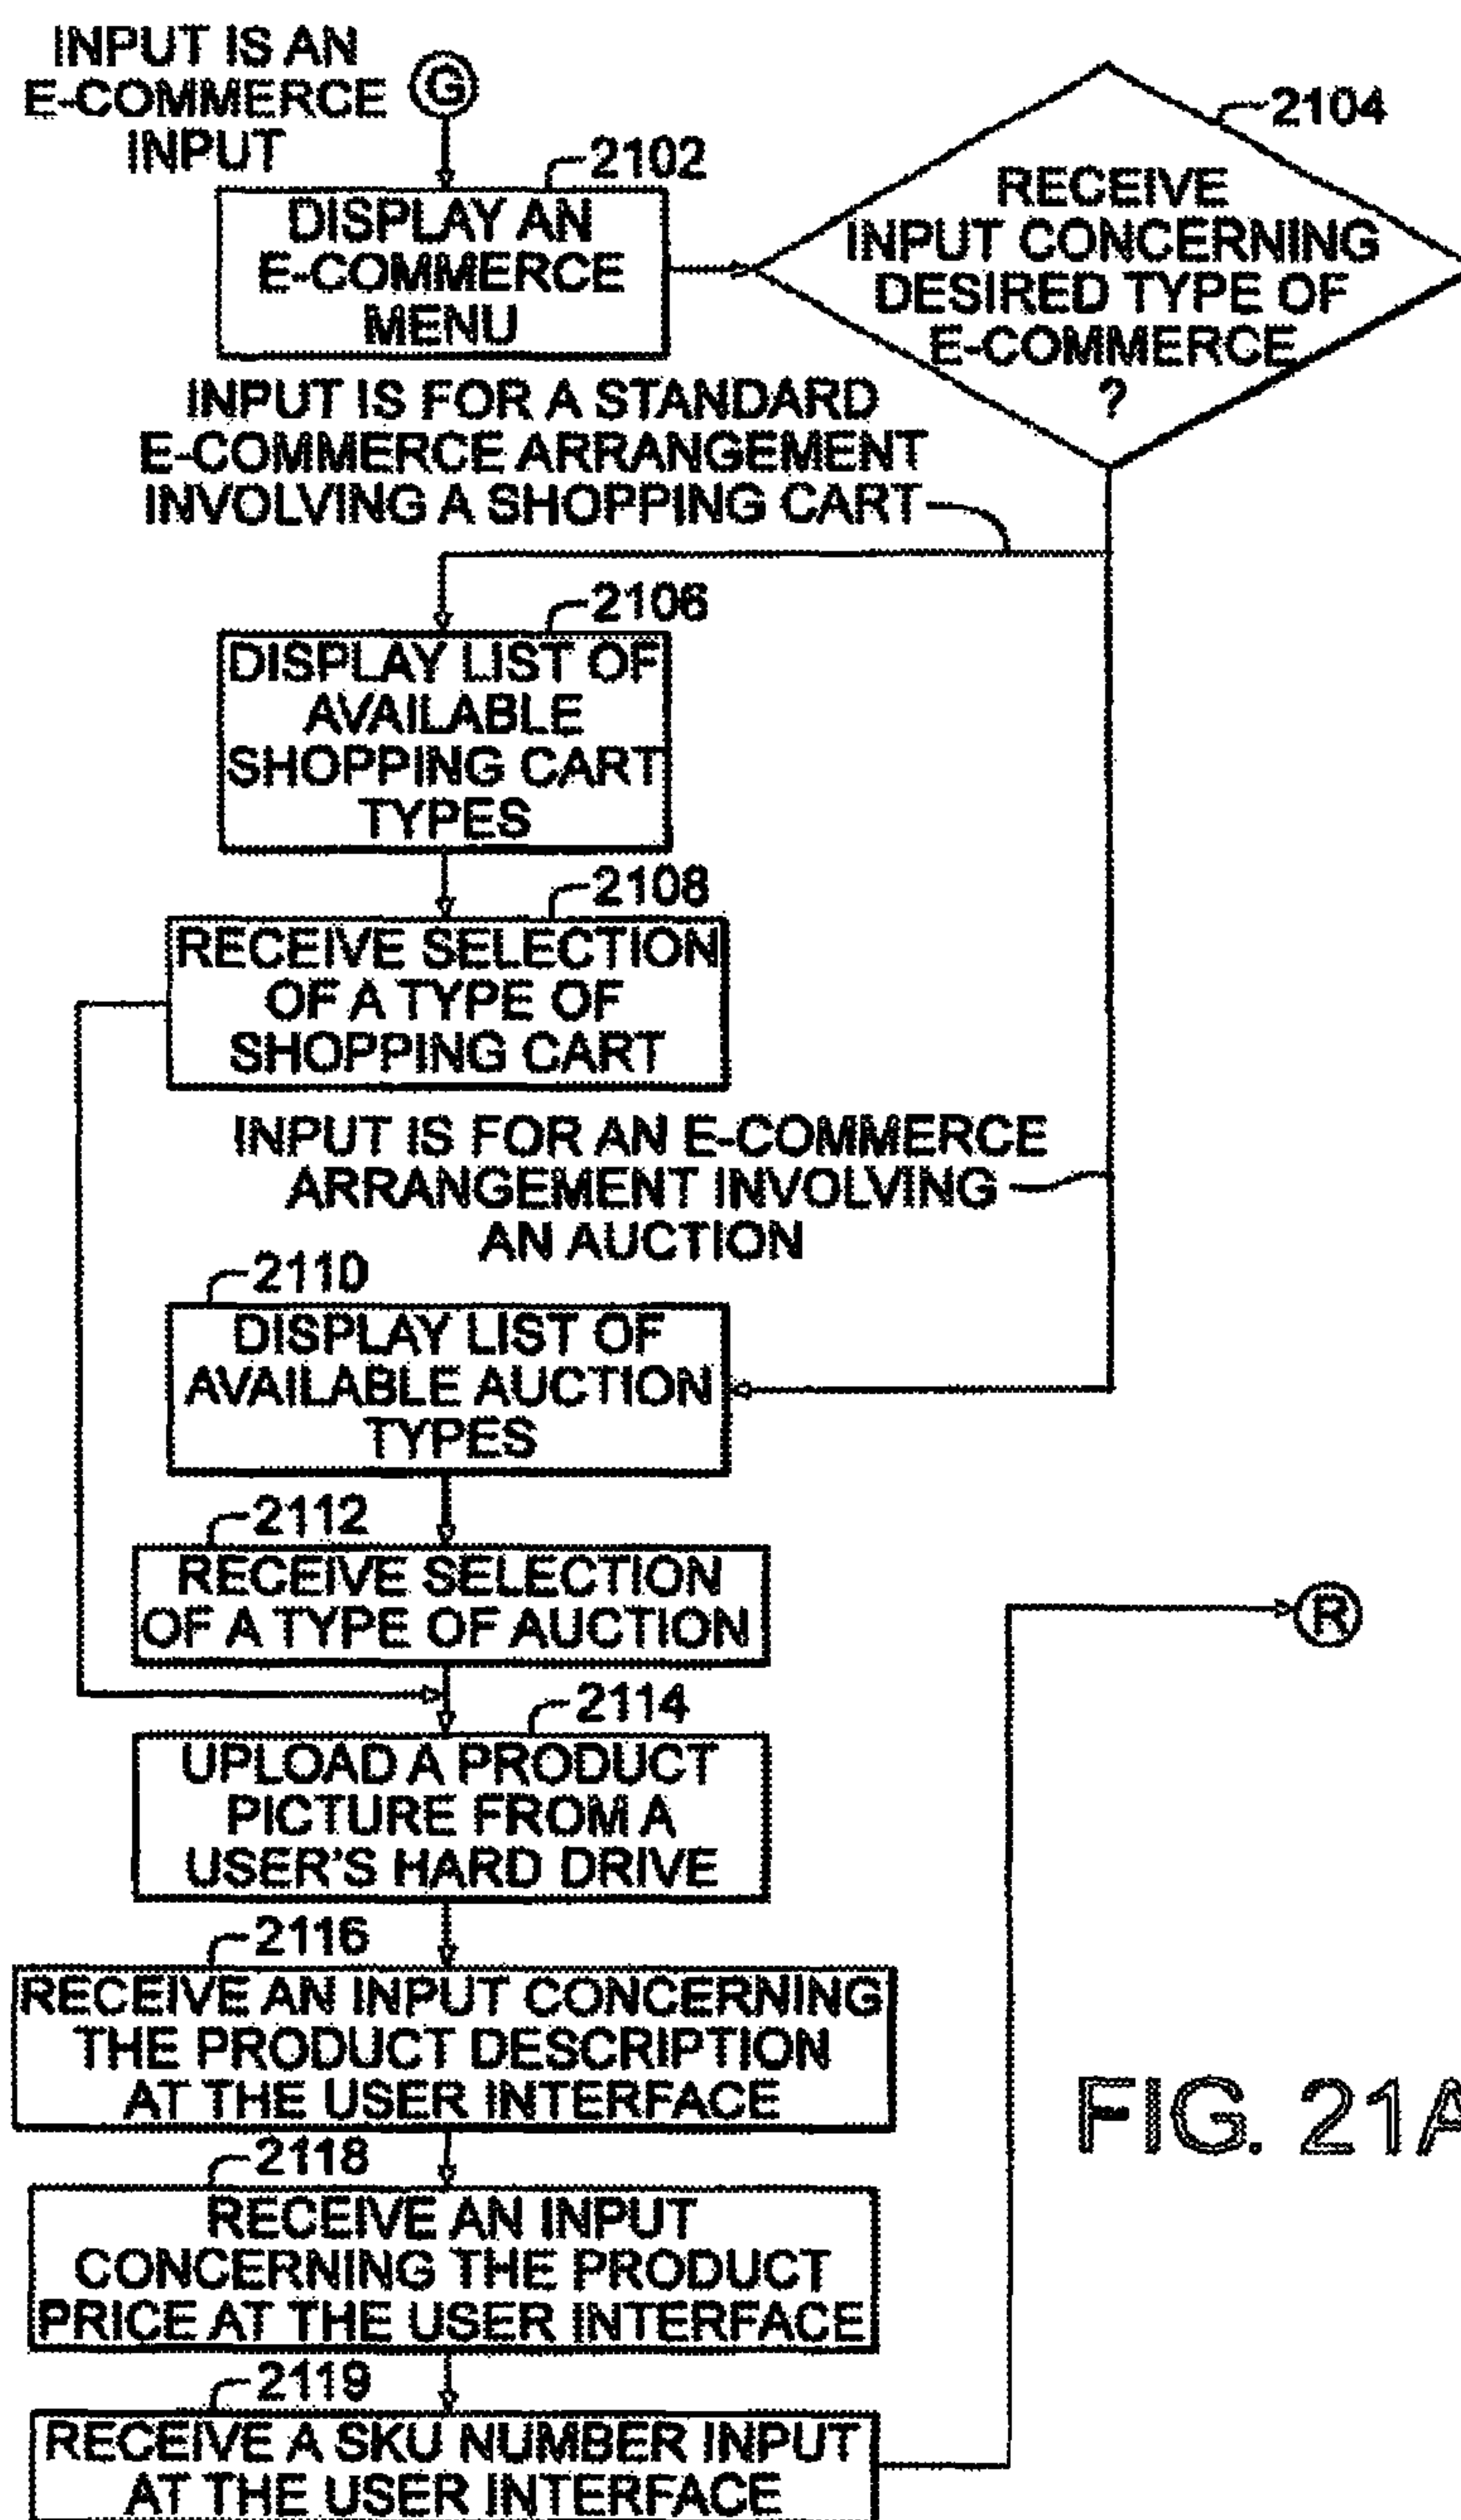 INPUT IS AN
E-COMMERCE
INPUT
G
2102
DISPLAY AN
E-COMMERCE
MENU
2104
RECEIVE
INPUT CONCERNING
DESIRED TYPE OF
E-COMMERCE
?
INPUT IS FOR A STANDARD
E-COMMERCE ARRANGEMENT
INVOLVING A SHOPPING CART
2106
DISPLAY LIST OF
AVAILABLE
SHOPPING CART
TYPES
2108
RECEIVE SELECTION
OF A TYPE OF
SHOPPING CART
INPUT IS FOR AN E-COMMERCE
ARRANGEMENT INVOLVING
AN AUCTION
2110
DISPLAY LIST OF
AVAILABLE AUCTION
TYPES
2112
RECEIVE SELECTION
OF A TYPE OF AUCTION
R
2114
UPLOAD A PRODUCT
PICTURE FROM A
USER'S HARD DRIVE
2116
RECEIVE AN INPUT CONCERNING
THE PRODUCT DESCRIPTION
AT THE USER INTERFACE
2118
RECEIVE AN INPUT
CONCERNING THE PRODUCT
PRICE AT THE USER INTERFACE
2119
RECEIVE A SKU NUMBER INPUT
AT THE USER INTERFACE
FIG. 21A